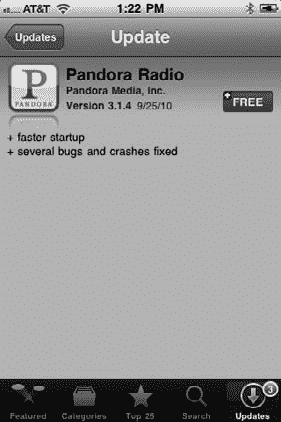 AT&T 1:22 PM
Updates Update
P
PANDORA
Pandora Radio
Pandora Media, Inc.
Version 3.1.4 9/25/10
+ FREE
+ faster startup
+ several bugs and crashes fixed
3
Featured Categories Top 25 Search Updates